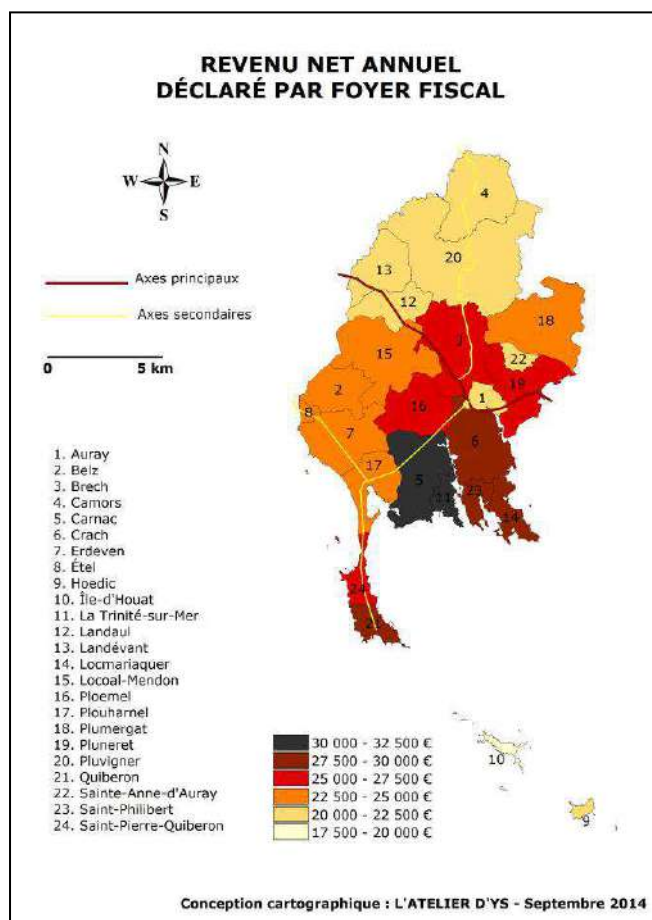 REVENU NET ANNUEL
DÉCLARÉ PAR FOYER FISCAL
N
W E
S
Axes principaux
Axes secondaires
0 5 km
4
20
13
12
18
15
22
19
2
16
1
8
7
6
17
5
11
23
14
24
1. Auray
2. Belz
3. Brech
4. Camors
5. Carnac
6. Crach
7. Erdeven
8. Étel
9. Hoedic
10. Île-d'Houat
11. La Trinité-sur-Mer
12. Landaul
13. Landévant
14. Locmariaquer
15. Locoal-Mendon
16. Ploemel
17. Plouharnel
18. Plumergat
19. Pluneret
20. Pluvigner
21. Quiberon
22. Sainte-Anne-d'Auray
23. Saint-Philibert
24. Saint-Pierre-Quiberon
30 000 - 32 500 €
27 500 - 30 000 €
25 000 - 27 500 €
22 500 - 25 000 €
20 000 - 22 500 €
17 500 - 20 000 €
10
9
Conception cartographique : L'ATELIER D'YS - Septembre 2014